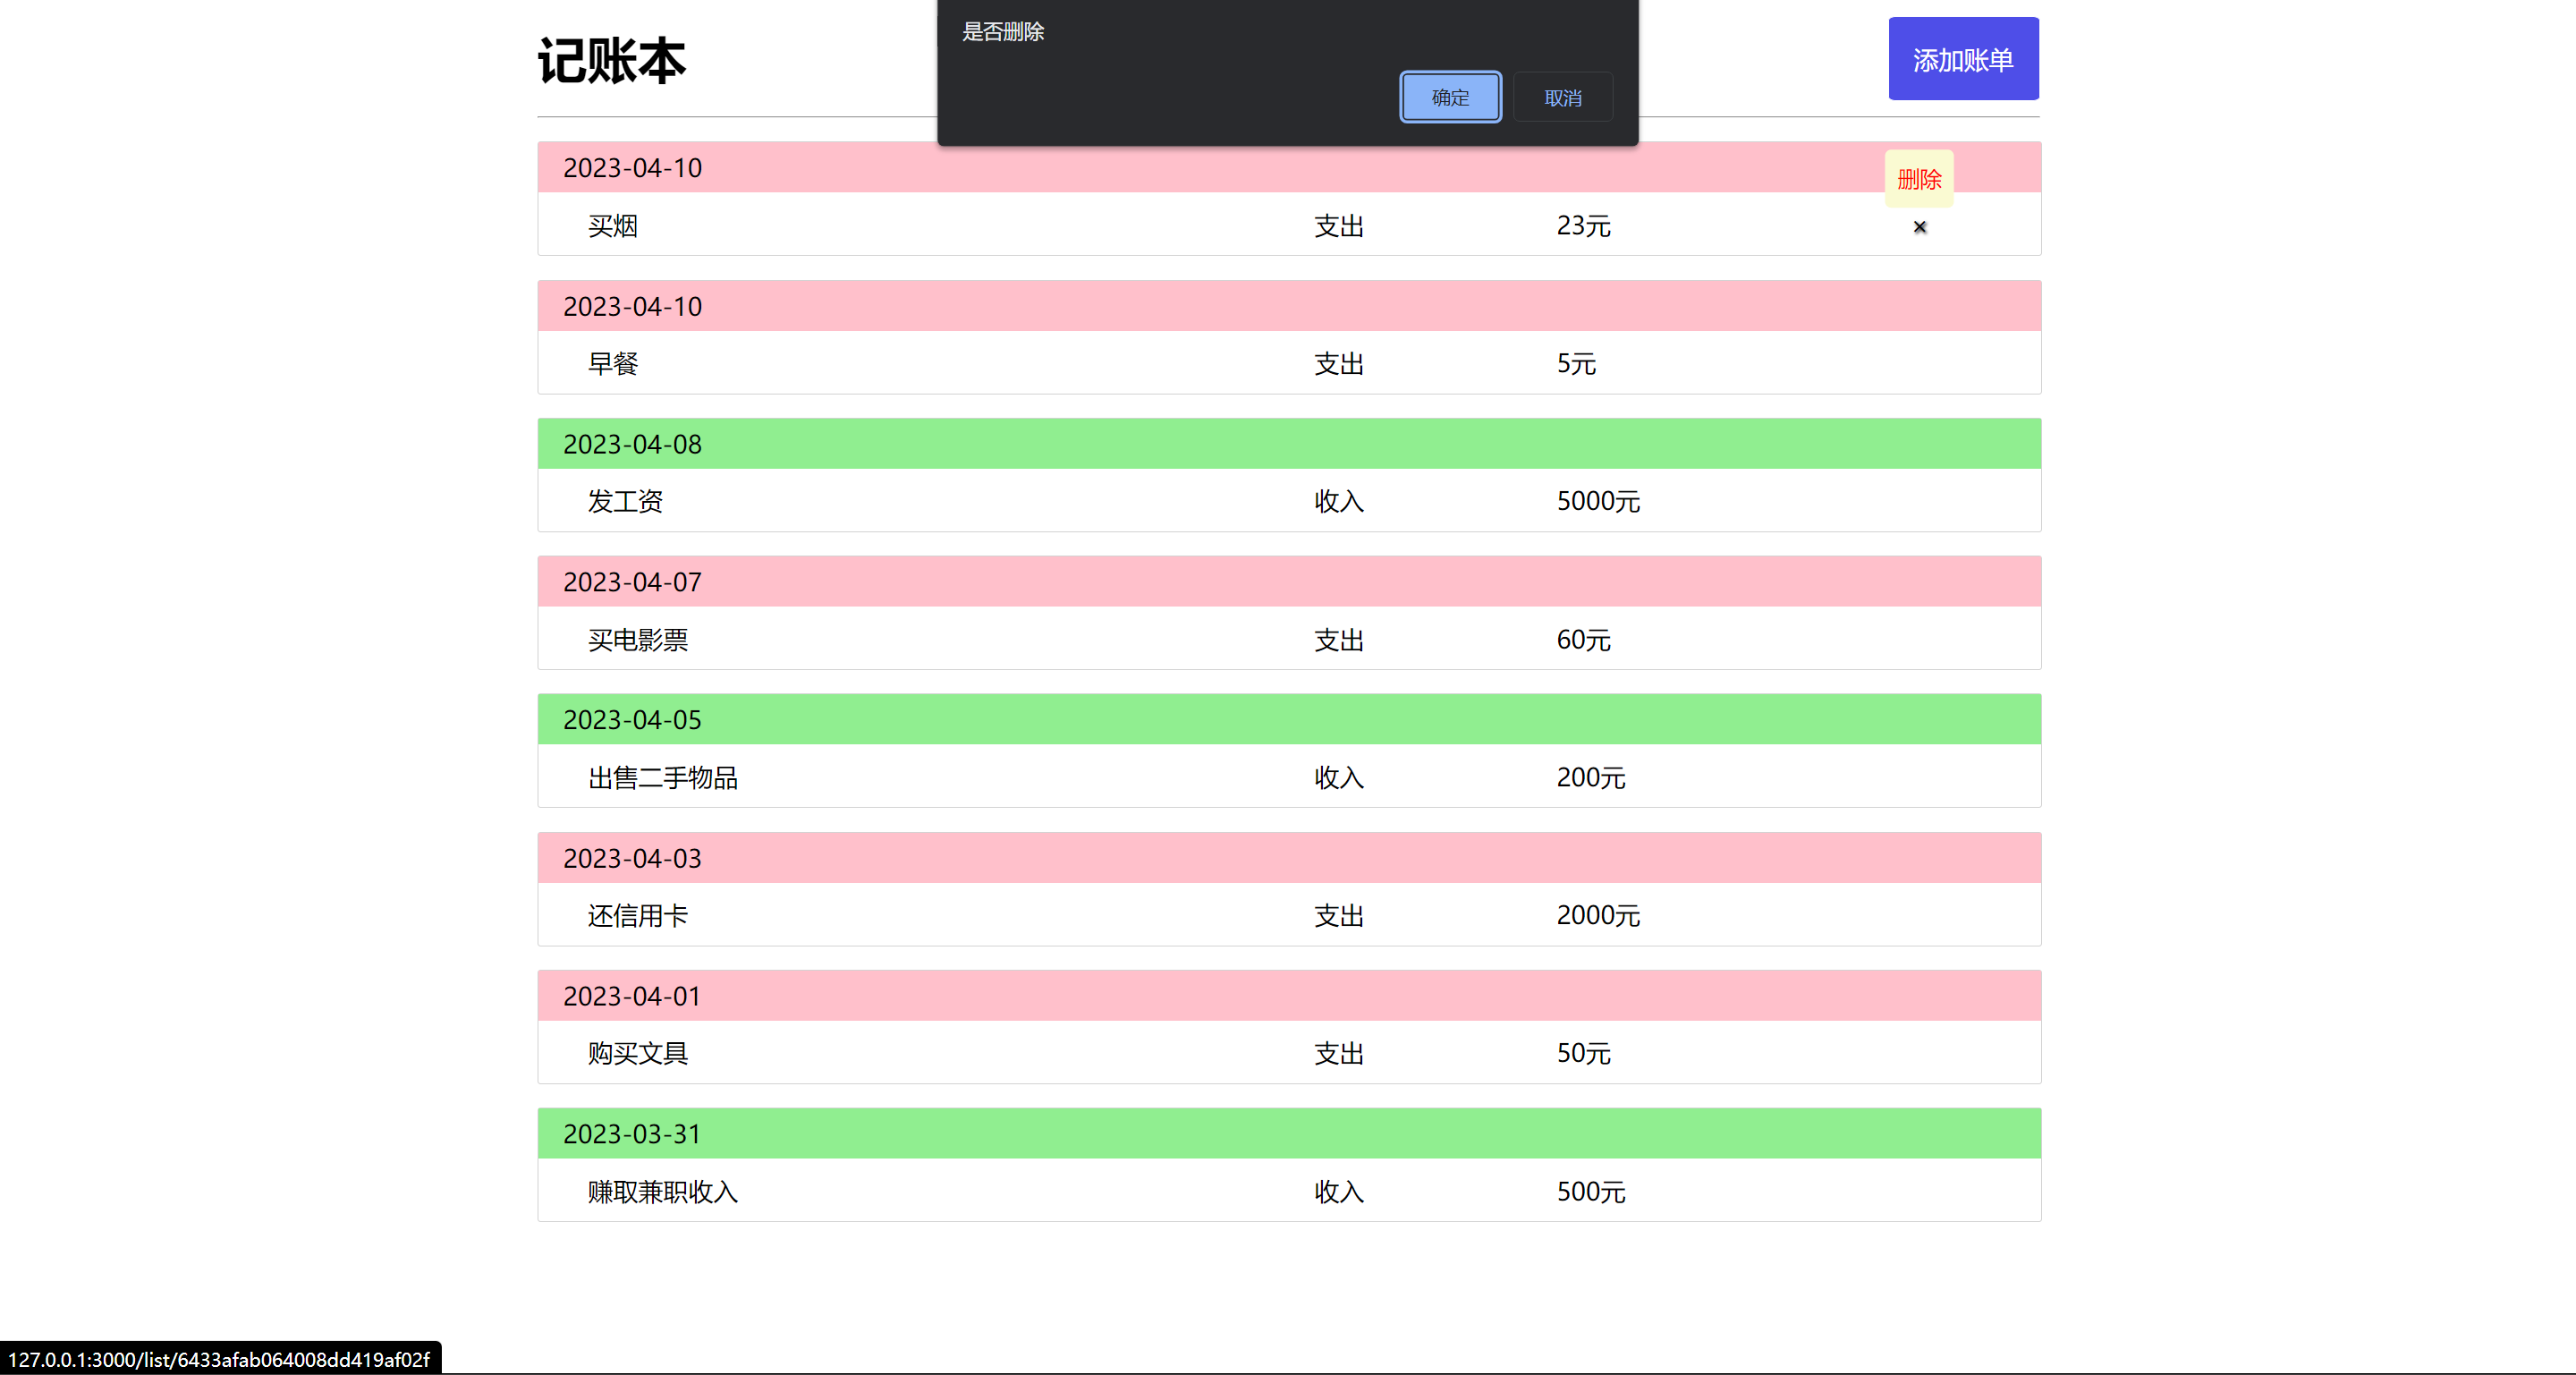 记账本
是否删除
确定 取消
添加账单
2023-04-10
删除
买烟 支出 23元 ×
2023-04-10
早餐 支出 5元
2023-04-08
发工资 收入 5000元
2023-04-07
买电影票 支出 60元
2023-04-05
出售二手物品 收入 200元
2023-04-03
还信用卡 支出 2000元
2023-04-01
购买文具 支出 50元
2023-03-31
赚取兼职收入 收入 500元
127.0.0.1:3000/list/6433afab064008dd419af02f